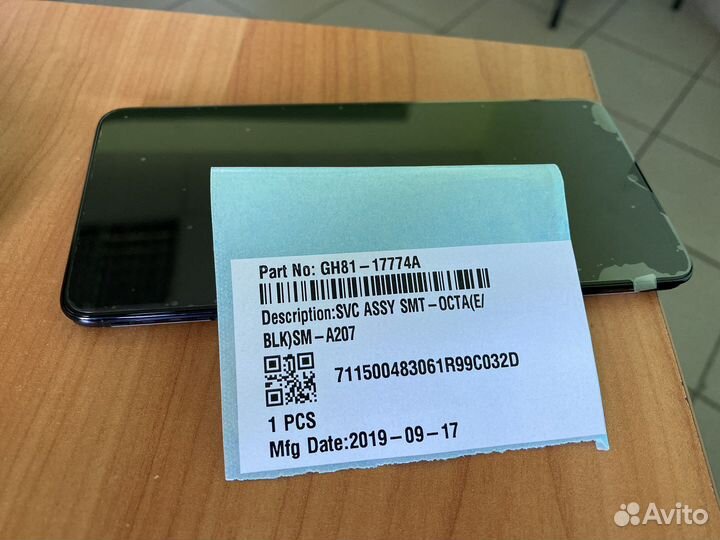 Part No: GH81-17774A
Description:SVC ASSY SMT-OCTA(E/
BLK)SM-A207
711500483061R99C032D
1 PCS
Mfg Date:2019-09-17
Avito